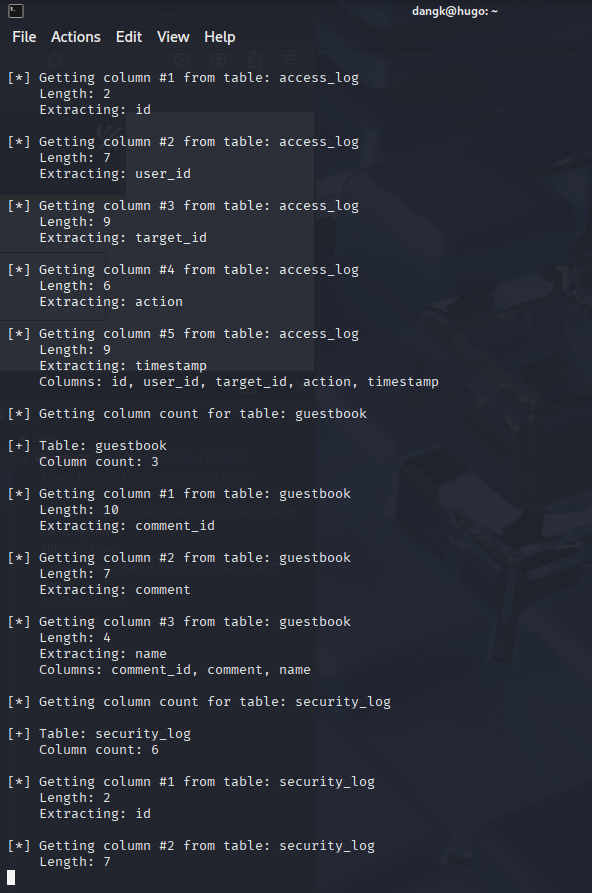 dangk@hugo: ~
File Actions Edit View Help
[*] Getting column #1 from table: access_log
Length: 2
Extracting: id
[*] Getting column #2 from table: access_log
Length: 7
Extracting: user_id
[*] Getting column #3 from table: access_log
Length: 9
Extracting: target_id
[*] Getting column #4 from table: access_log
Length: 6
Extracting: action
[*] Getting column #5 from table: access_log
Length: 9
Extracting: timestamp
Columns: id, user_id, target_id, action, timestamp
[*] Getting column count for table: guestbook
[+] Table: guestbook
Column count: 3
[*] Getting column #1 from table: guestbook
Length: 10
Extracting: comment_id
[*] Getting column #2 from table: guestbook
Length: 7
Extracting: comment
[*] Getting column #3 from table: guestbook
Length: 4
Extracting: name
Columns: comment_id, comment, name
[*] Getting column count for table: security_log
[+] Table: security_log
Column count: 6
[*] Getting column #1 from table: security_log
Length: 2
Extracting: id
[*] Getting column #2 from table: security_log
Length: 7